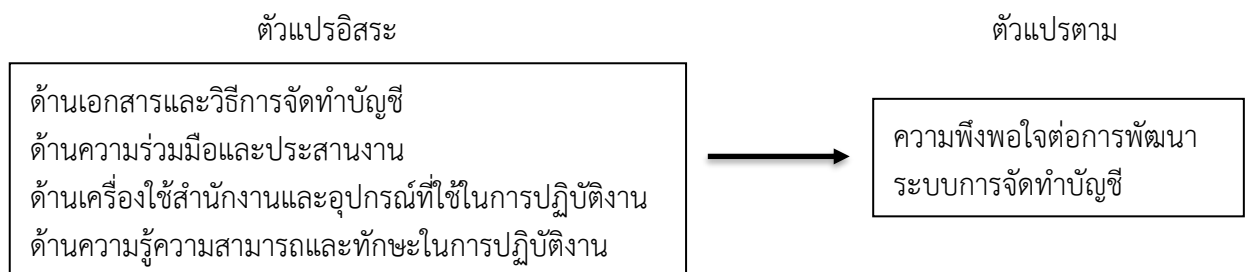 ตัวแปรอิสระ
ด้านเอกสารและวิธีการจัดทำบัญชี
ด้านความร่วมมือและประสานงาน
ด้านเครื่องใช้สำนักงานและอุปกรณ์ที่ใช้ในการปฏิบัติงาน
ด้านความรู้ความสามารถและทักษะในการปฏิบัติงาน
ตัวแปรตาม
ความพึงพอใจต่อการพัฒนา
ระบบการจัดทำบัญชี